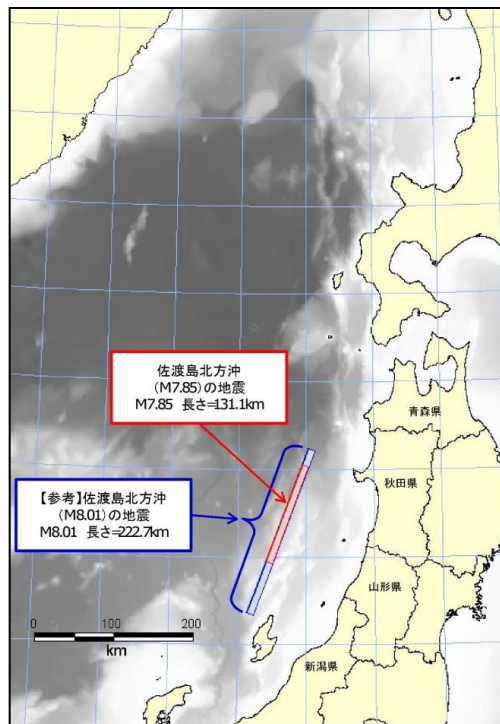 佐渡島北方沖
(M7.85)の地震
M7.85 長さ=131.1km
【参考】佐渡島北方沖
(M8.01)の地震
M8.01 長さ=222.7km
青森県
秋田県
山形県
新潟県
0 100 200
km